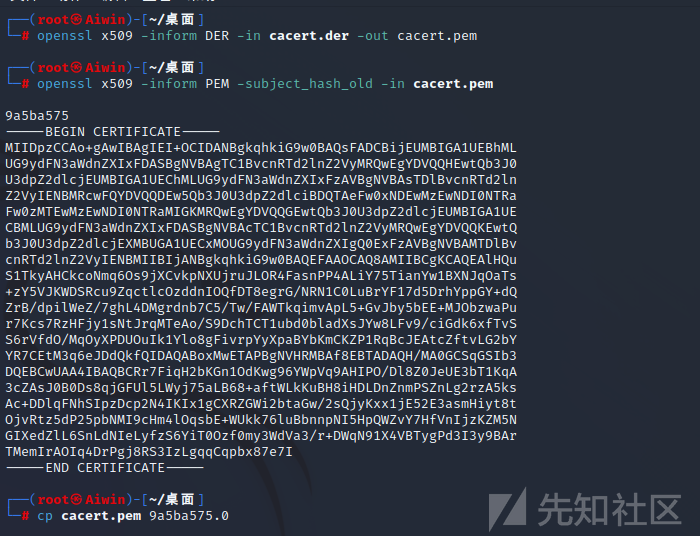 ┌──(root㉿Aiwin)-[~/桌面]
└─# openssl x509 -inform DER -in cacert.der -out cacert.pem
┌──(root㉿Aiwin)-[~/桌面]
└─# openssl x509 -inform PEM -subject_hash_old -in cacert.pem
9a5ba575
-----BEGIN CERTIFICATE-----
MIIDpzCCAo+gAwIBAgIEI+OCIDANBgkqhkiG9w0BAQsFADCBijEUMBIGA1UEBhML
UG9ydFN3aWdnZXIxFDASBgNVBAgTC1BvcnRTd2lnZ2VyMRQwEgYDVQQHEwtQb3J0
U3dpZ2dlcjEUMBIGA1UEChMLUG9ydFN3aWdnZXIxFzAVBgNVBAsTDlBvcnRTd2ln
Z2VyIENBMRcwFQYDVQQDEw5Qb3J0U3dpZ2dlciBDQTAeFw0xNDEwMzEwNDI0NTRa
Fw0zMTEwMzEwNDI0NTRaMIGKMRQwEgYDVQQGEwtQb3J0U3dpZ2dlcjEUMBIGA1UE
CBMLUG9ydFN3aWdnZXIxFDASBgNVBAcTC1BvcnRTd2lnZ2VyMRQwEgYDVQQKEwtQ
b3J0U3dpZ2dlcjEXMBUGA1UECxMOUG9ydFN3aWdnZXIgQ0ExFzAVBgNVBAMTDlBv
cnRTd2lnZ2VyIENBMIIBIjANBgkqhkiG9w0BAQEFAAOCAQ8AMIIBCgKCAQEAlHQu
S1TkyAHCkcoNmq6Os9jXCvkpNXUjruJLOR4FasnPP4ALiY75TianYw1BXNJqOaTs
+zY5VJKWDSRcu9ZqctlcOzddnIOQfDT8egrG/NRN1C0LuBrYF17d5DrhYppGY+dQ
ZrB/dpilWeZ/7ghL4DMgrdnb7C5/Tw/FAWTkqimvApL5+GvJby5bEE+MJObzwaPu
r7Kcs7RzHFjy1sNtJrqMTeAo/S9DchTCT1ubd0bladXsJYw8LFv9/ciGdk6xfTvS
S6rVfdO/MqOyXPDUOuIk1Ylo8gFivrpYyXpaBYbKmCKZP1RqBcJEAtcZftvLG2bY
YR7CEtM3q6eJDdQkfQIDAQABoxMwETAPBgNVHRMBAf8EBTADAQH/MA0GCSqGSIb3
DQEBCwUAA4IBAQBCRr7FiqH2bKGn1OdKwg96YWpVq9AHIPO/Dl8Z0JeUE3bT1KqA
3cZAsJ0B0Ds8qjGFUl5LWyj75aLB68+aftWLkKuBH8iHDLDnZnmPSZnLg2rzA5ks
Ac+DDlqFNhSIpzDcp2N4IKIx1gCXRZGWi2btaGw/2sQjyKxx1jE52E3asmHiyt8t
OjvRtz5dP25pbNMI9cHm4lOqsbE+WUkk76luBbnnpNI5HpQWZvY7HfVnIjzKZM5N
GIXedZlL6SnLdNIeLyfzS6YiT0Ozf0my3WdVa3/r+DWqN91X4VBTygPd3I3y9BAr
TMemIrAOIq4DrPgj8RS3IzLgqqCqpbx87e7I
-----END CERTIFICATE-----
┌──(root㉿Aiwin)-[~/桌面]
└─# cp cacert.pem 9a5ba575.0
先知社区